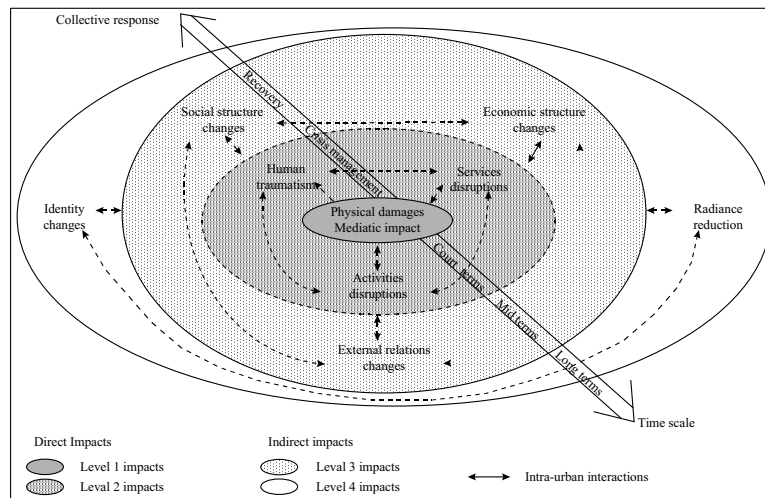 Collective response
Recovery
Social structure
changes
Economic structure
changes
Crisis management
Human
traumatism
Services
disruptions
Identity
changes
Physical damages
Mediatic impact
Radiance
reduction
Court terms
Activities
disruptions
Mid terms
External relations
changes
Long terms
Time scale
Direct Impacts
Indirect impacts
Level 1 impacts
Level 3 impacts
Leval 2 impacts
Level 4 impacts
Intra-urban interactions